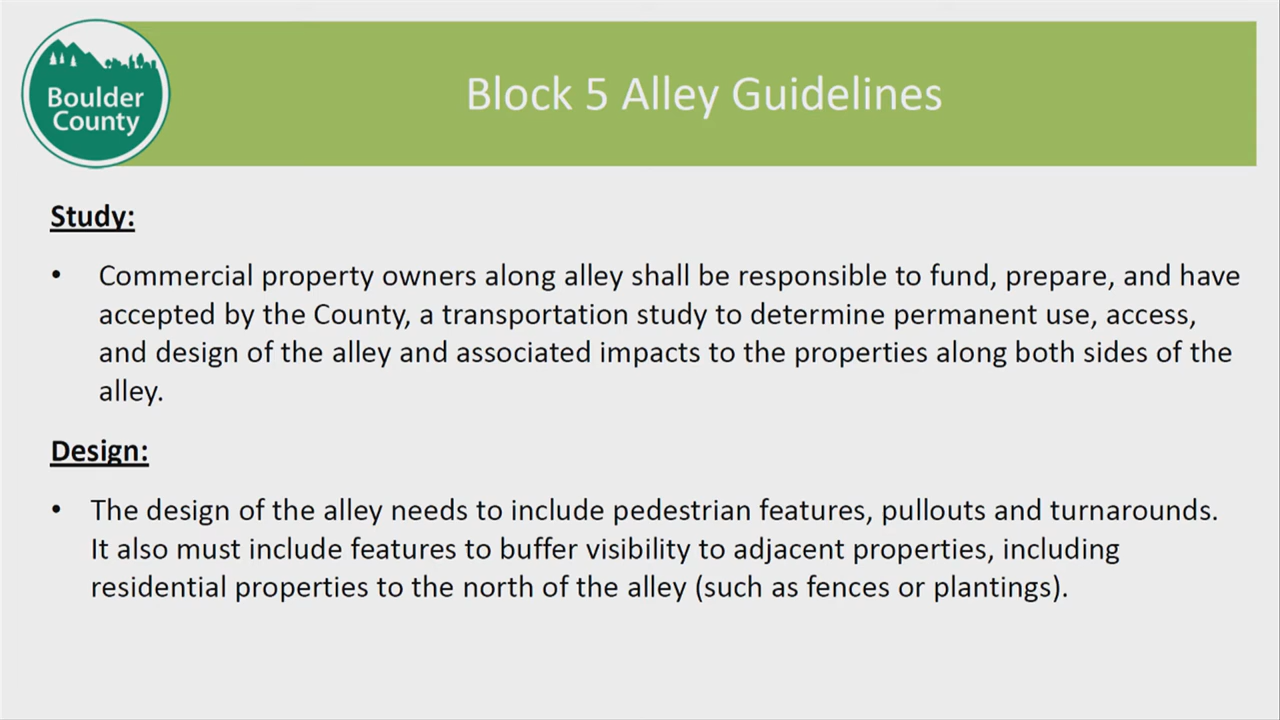 Boulder
County
Block 5 Alley Guidelines
Study:
• Commercial property owners along alley shall be responsible to fund, prepare, and have
accepted by the County, a transportation study to determine permanent use, access,
and design of the alley and associated impacts to the properties along both sides of the
alley.
Design:
• The design of the alley needs to include pedestrian features, pullouts and turnarounds.
It also must include features to buffer visibility to adjacent properties, including
residential properties to the north of the alley (such as fences or plantings).